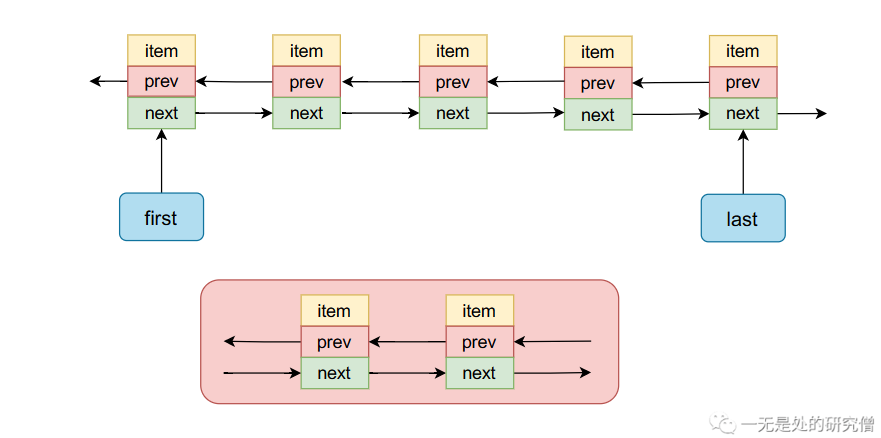 item item item item item
prev prev prev prev prev
next next next next next
first last
item item
prev prev
next next
一无是处的研究僧